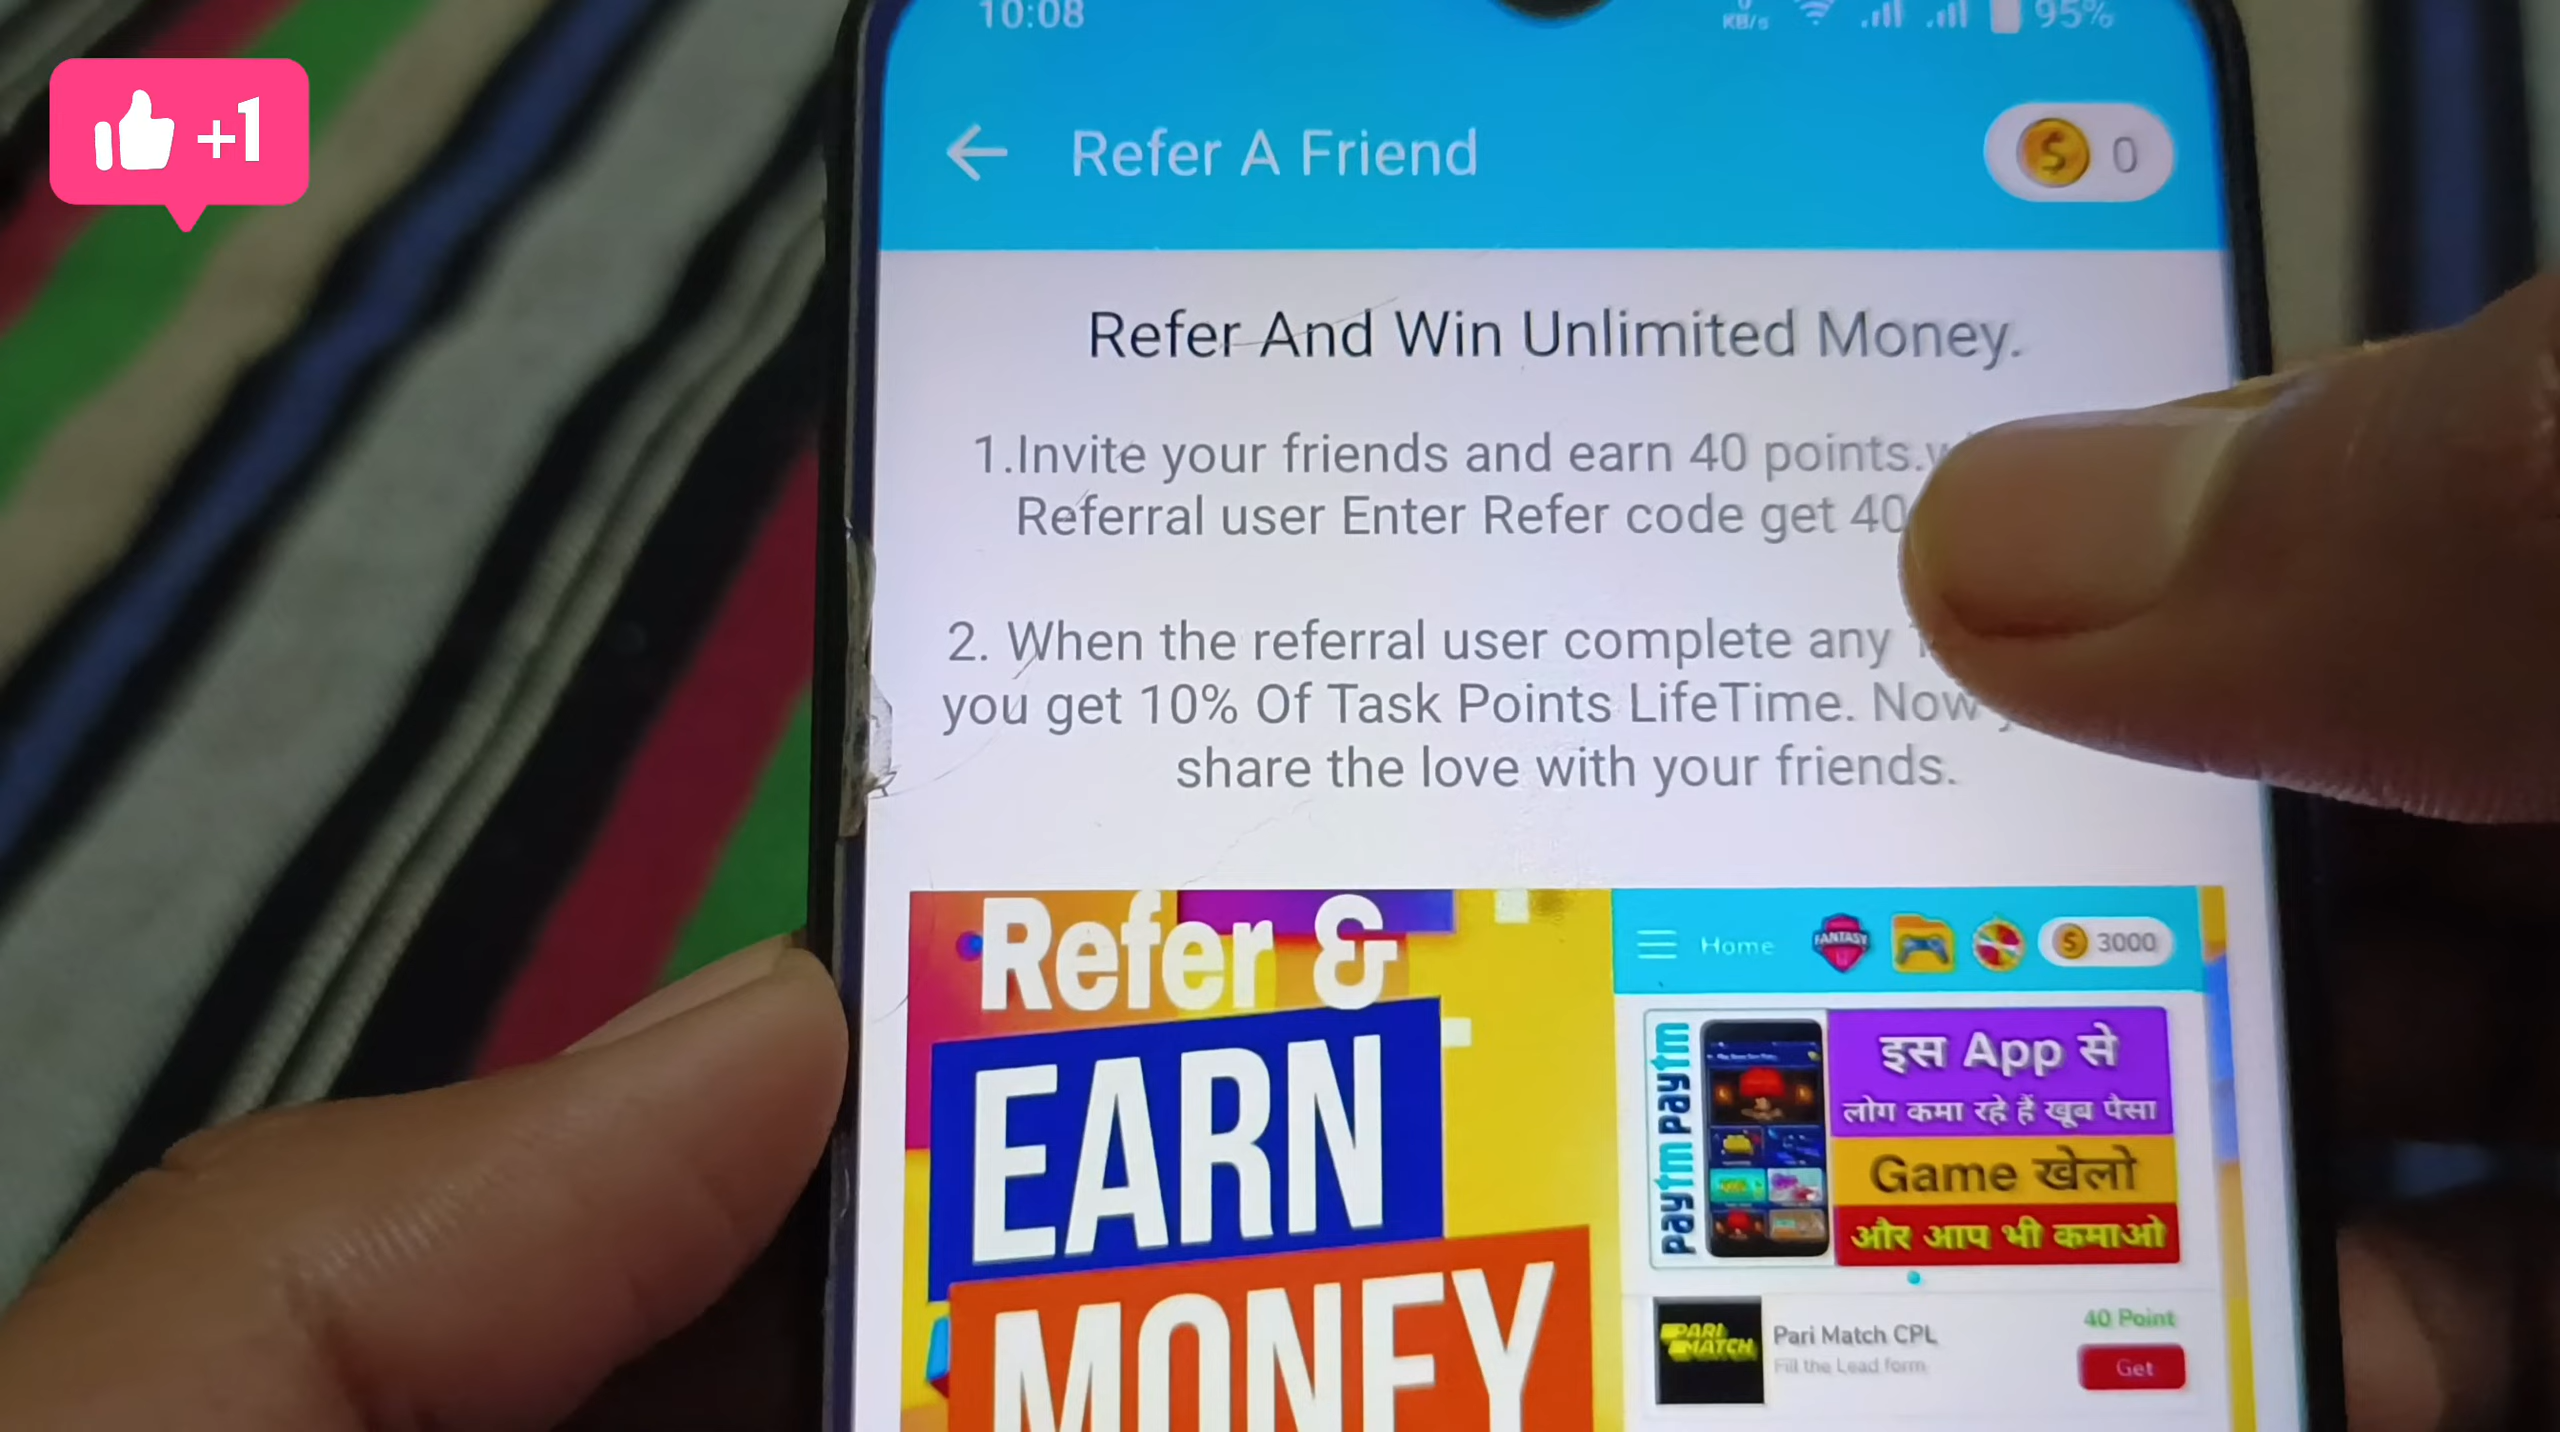 +1
10:08
KB/s
95%
Refer A Friend
0
Refer And Win Unlimited Money.
1.Invite your friends and earn 40 points.
Referral user Enter Refer code get 40
2. When the referral user complete any
you get 10% Of Task Points LifeTime. Now
share the love with your friends.
Refer &
EARN
MONEY
Home
FANTASY
3000
paytm paytm
इस App से
लोग कमा रहे हैं खूब पैसा
Game खेलो
और आप भी कमाओ
PARI MATCH
Pari Match CPL
Fill the Lead form
40 Point
Get